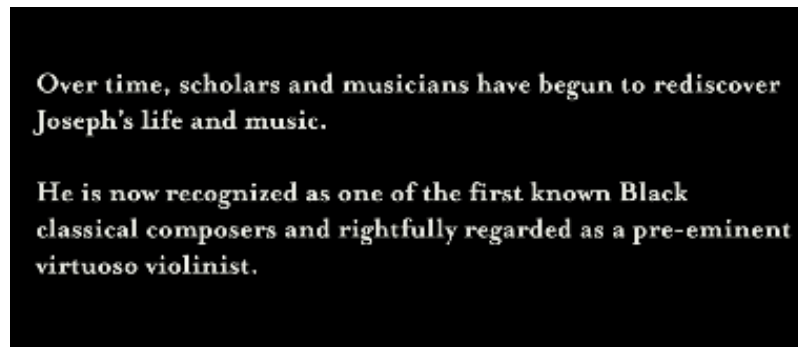 Over time, scholars and musicians have begun to rediscover
Joseph's life and music.
He is now recognized as one of the first known Black
classical composers and rightfully regarded as a pre-eminent
virtuoso violinist.